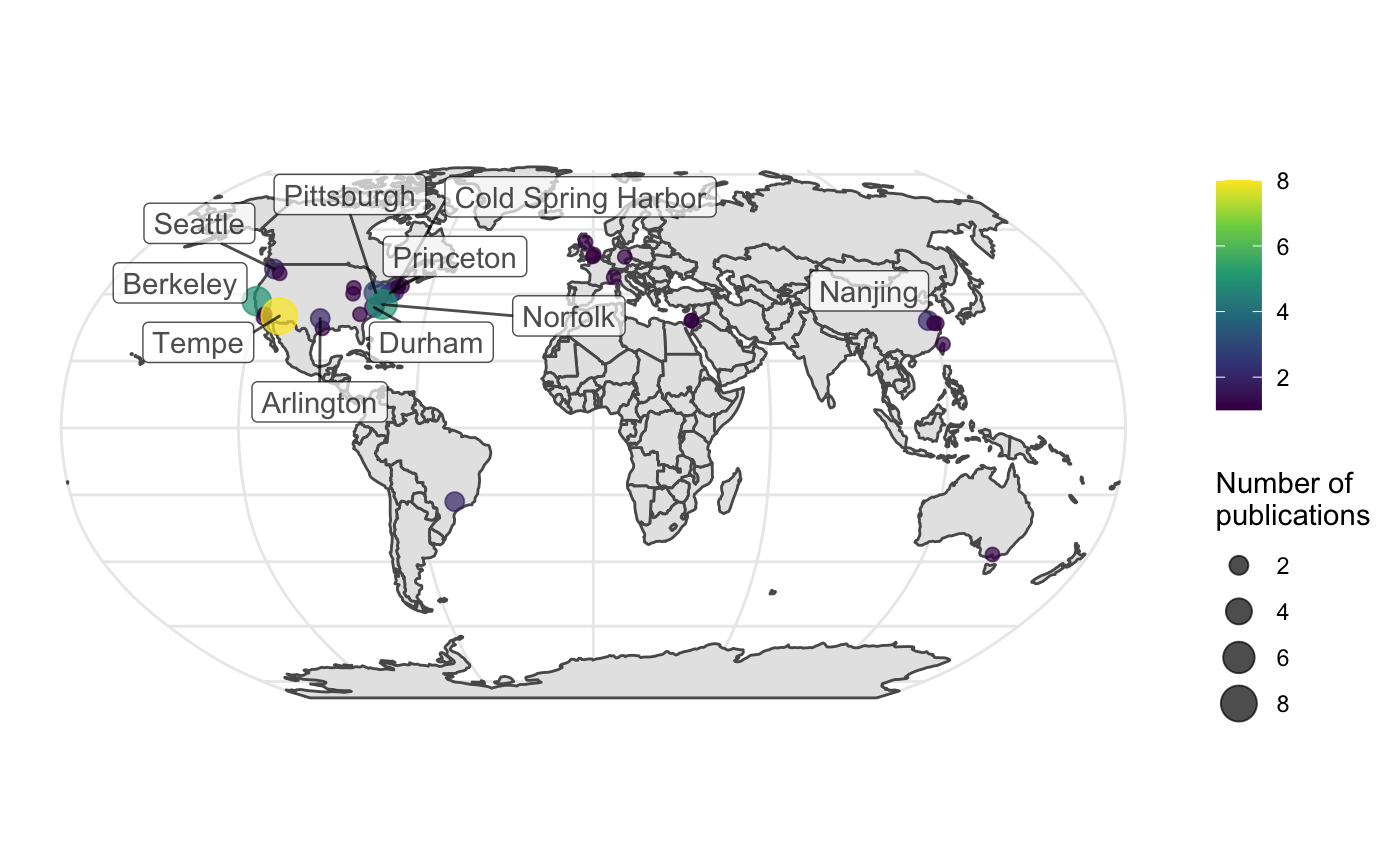 Pittsburgh
Cold Spring Harbor
Seattle
Princeton
Berkeley
Nanjing
Norfolk
Tempe
Durham
Arlington
8
6
4
2
Number of
publications
2
4
6
8